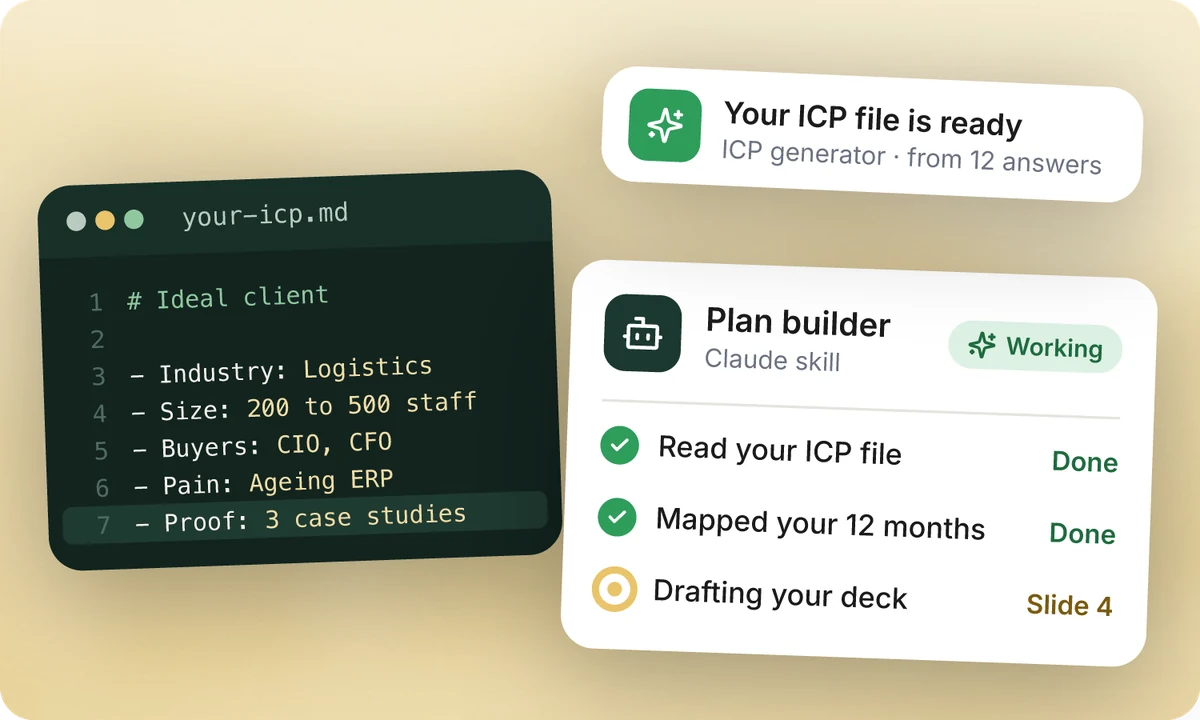 your-icp.md
1 # Ideal client
2
3 – Industry: Logistics
4 – Size: 200 to 500 staff
5 – Buyers: CIO, CFO
6 – Pain: Ageing ERP
7 – Proof: 3 case studies
Your ICP file is ready
ICP generator · from 12 answers
Plan builder
Claude skill
Working
Read your ICP file
Done
Mapped your 12 months
Done
Drafting your deck
Slide 4